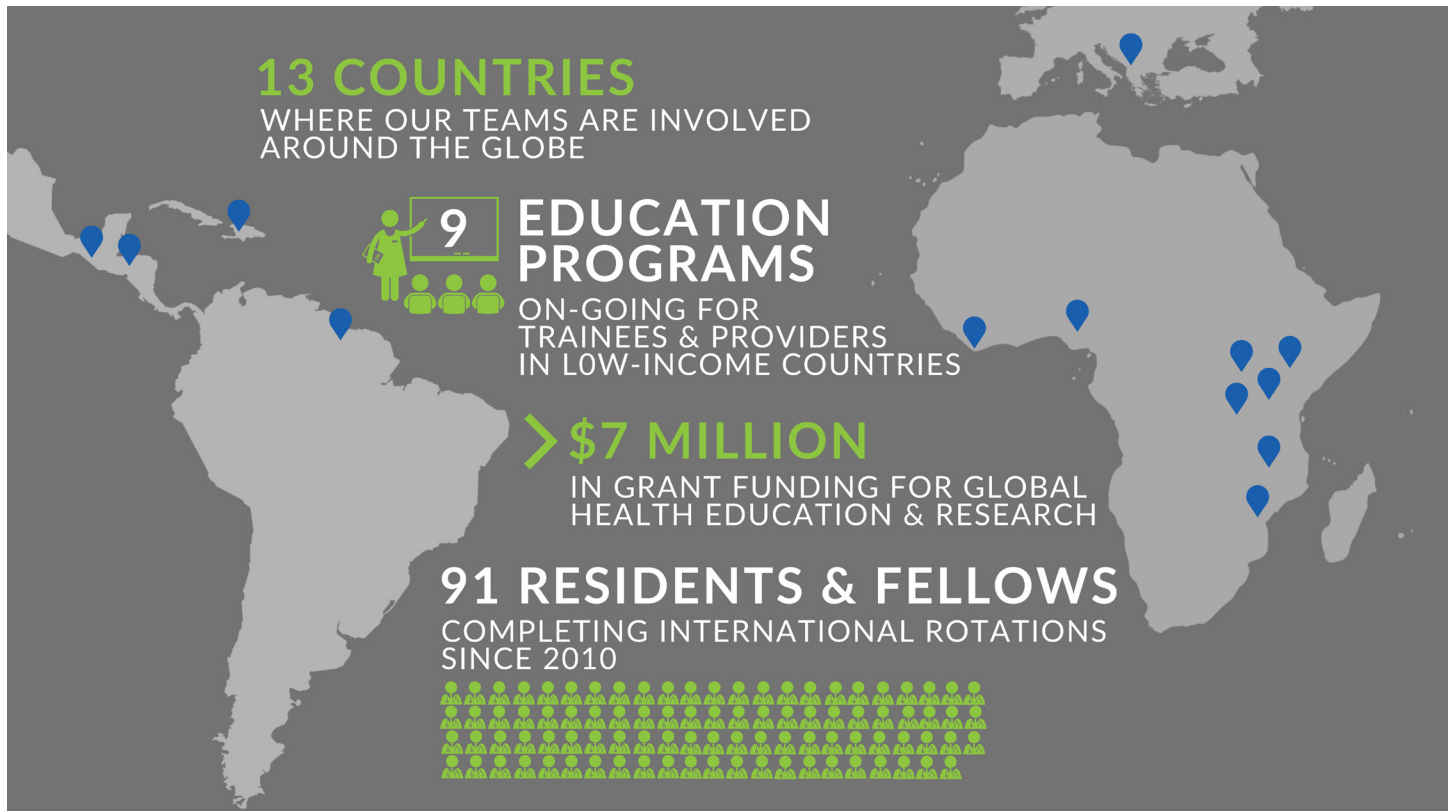 13 COUNTRIES
WHERE OUR TEAMS ARE INVOLVED
AROUND THE GLOBE
9
EDUCATION
PROGRAMS
ON-GOING FOR
TRAINEES & PROVIDERS
IN L0W-INCOME COUNTRIES
> $7 MILLION
IN GRANT FUNDING FOR GLOBAL
HEALTH EDUCATION & RESEARCH
91 RESIDENTS & FELLOWS
COMPLETING INTERNATIONAL ROTATIONS
SINCE 2010